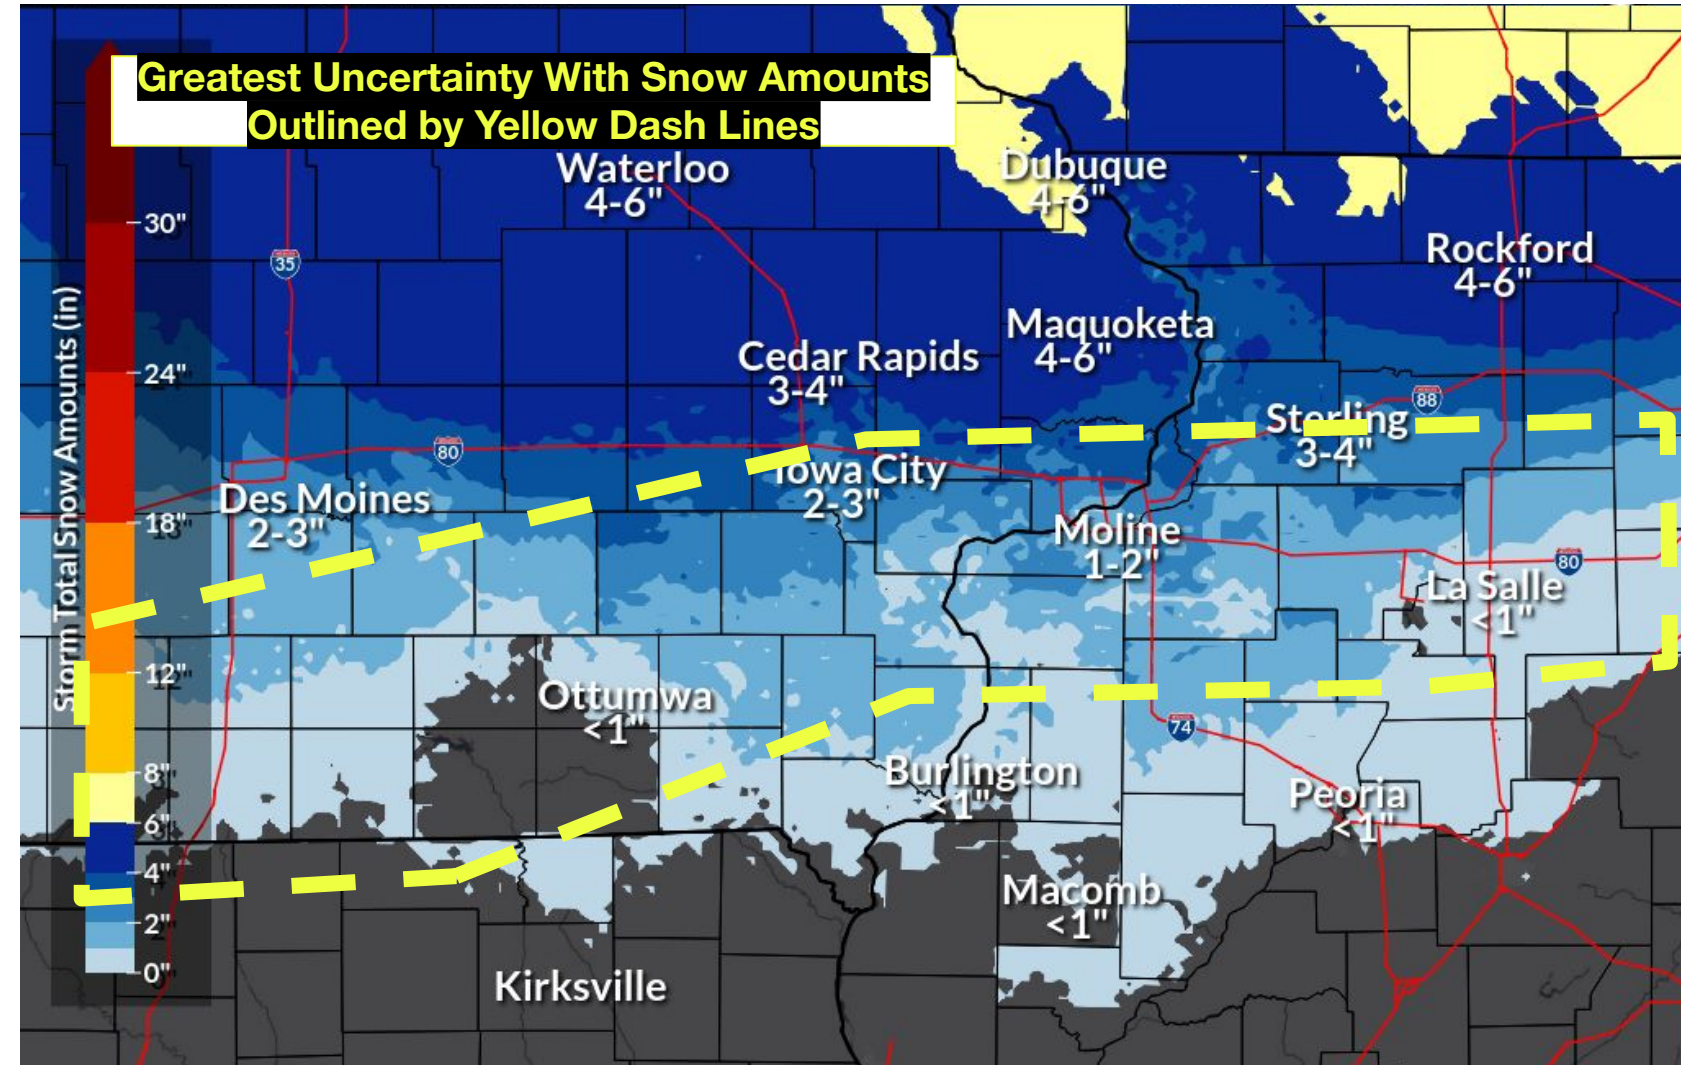 Greatest Uncertainty With Snow Amounts
Outlined by Yellow Dash Lines
Storm Total Snow Amounts (in)
30"
24"
18"
12"
8"
6"
4"
2"
0"
Waterloo
4-6"
Dubuque
4-6"
35
Rockford
4-6"
Maquoketa
4-6"
Cedar Rapids
3-4"
88
Sterling
3-4"
80
Iowa City
2-3"
Des Moines
2-3"
Moline
1-2"
80
La Salle
<1"
Ottumwa
<1"
74
Burlington
<1"
Peoria
<1"
Macomb
<1"
Kirksville